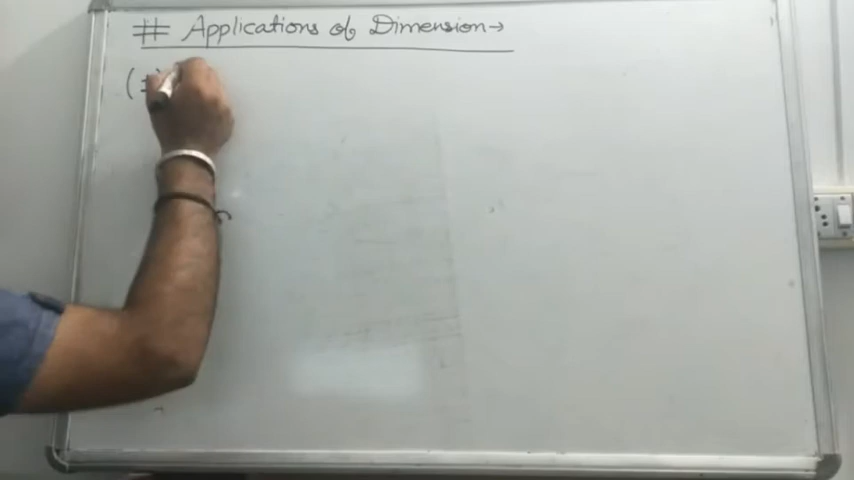 # Applications of Dimension→